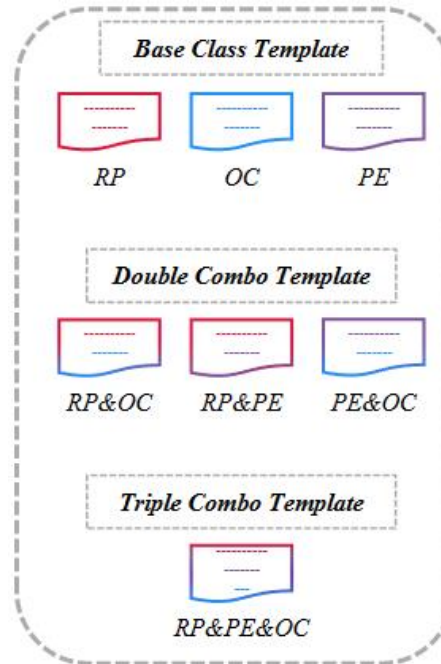 Base Class Template
RP OC PE
Double Combo Template
RP&OC RP&PE PE&OC
Triple Combo Template
RP&PE&OC